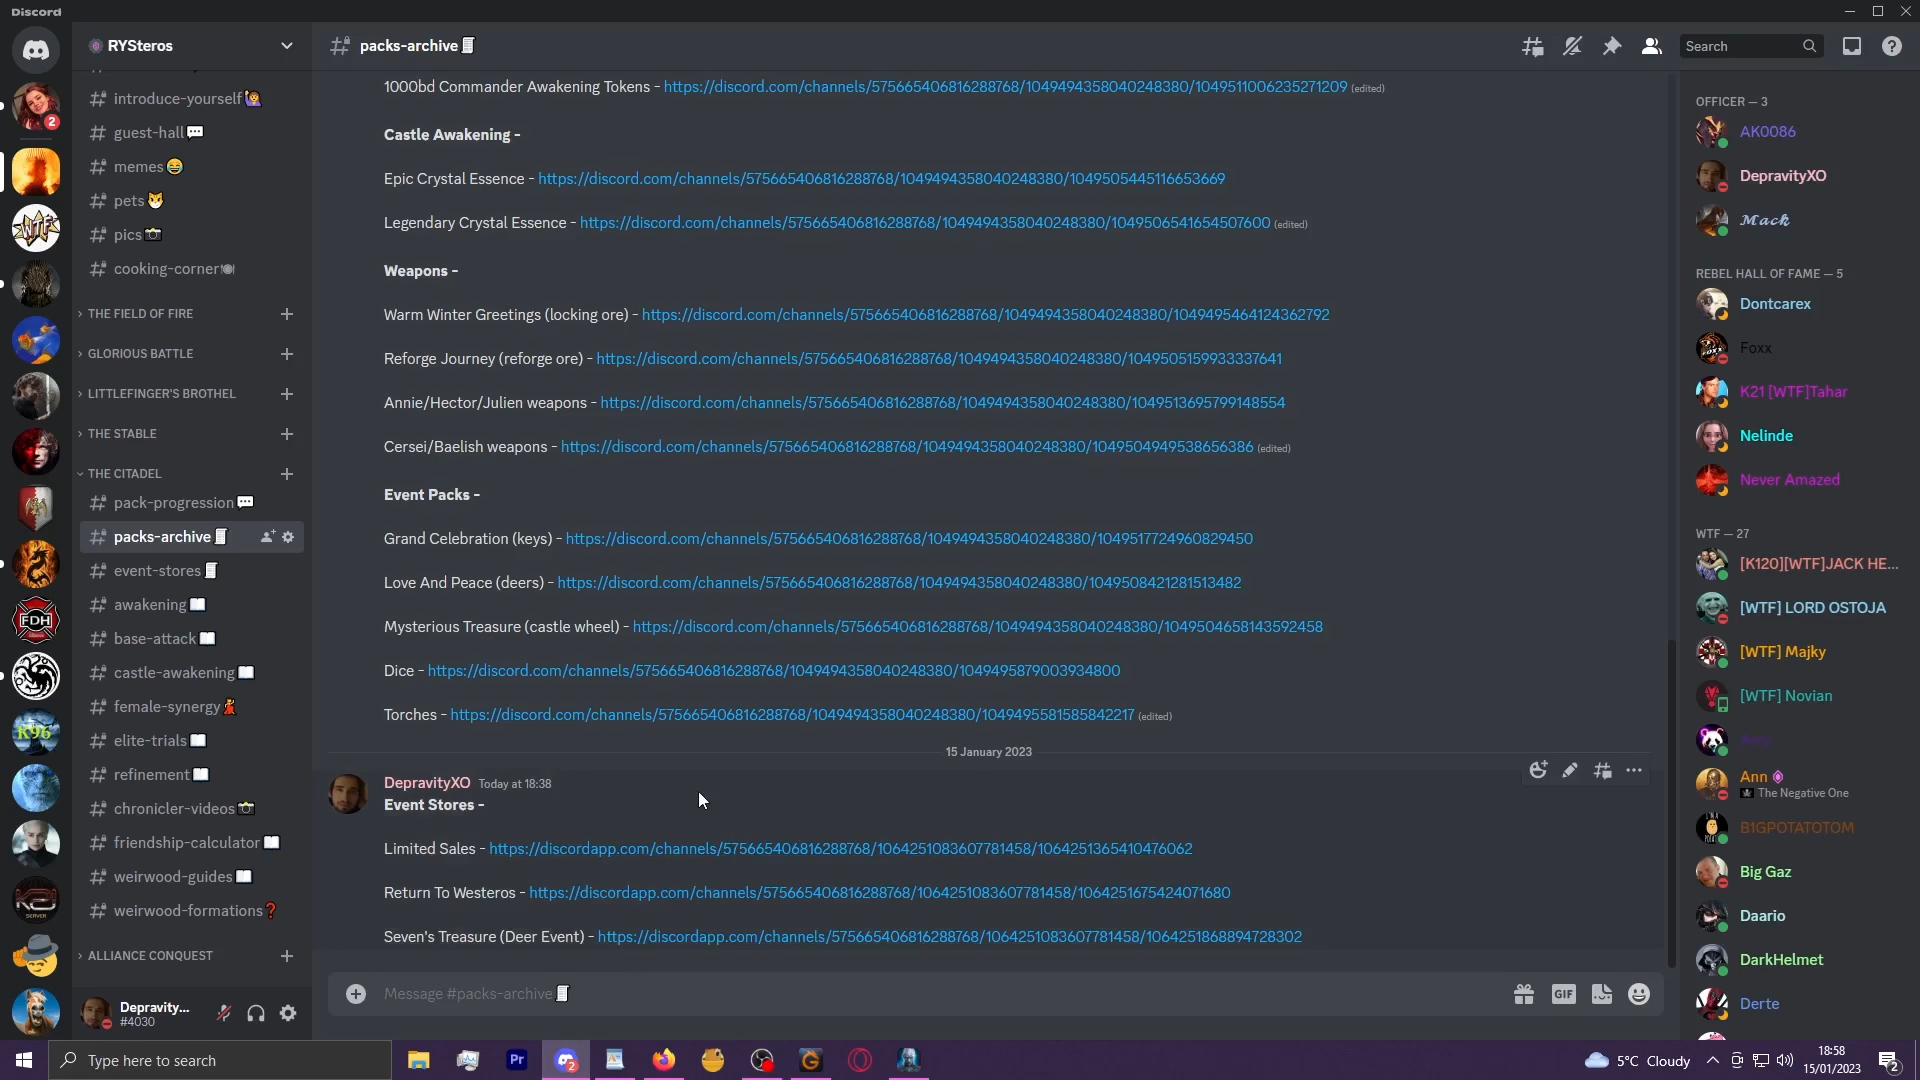 Discord
RYSteros
introduce-yourself
guest-hall
memes
pets
pics
cooking-corner
THE FIELD OF FIRE
GLORIOUS BATTLE
LITTLEFINGER'S BROTHEL
THE STABLE
THE CITADEL
pack-progression
packs-archive
event-stores
awakening
base-attack
castle-awakening
female-synergy
elite-trials
refinement
chronicler-videos
friendship-calculator
weirwood-guides
weirwood-formations
ALLIANCE CONQUEST
Depravity...
#4030
2
WTF
FDH
K96
SERVER
packs-archive
Search
1000bd Commander Awakening Tokens - https://discord.com/channels/575665406816288768/1049494358040248380/1049511006235271209 (edited)
Castle Awakening -
Epic Crystal Essence - https://discord.com/channels/575665406816288768/1049494358040248380/1049505445116653669
Legendary Crystal Essence - https://discord.com/channels/575665406816288768/1049494358040248380/1049506541654507600 (edited)
Weapons -
Warm Winter Greetings (locking ore) - https://discord.com/channels/575665406816288768/1049494358040248380/1049495464124362792
Reforge Journey (reforge ore) - https://discord.com/channels/575665406816288768/1049494358040248380/1049505159933337641
Annie/Hector/Julien weapons - https://discord.com/channels/575665406816288768/1049494358040248380/1049513695799148554
Cersei/Baelish weapons - https://discord.com/channels/575665406816288768/1049494358040248380/1049504949538656386 (edited)
Event Packs -
Grand Celebration (keys) - https://discord.com/channels/575665406816288768/1049494358040248380/1049517724960829450
Love And Peace (deers) - https://discord.com/channels/575665406816288768/1049494358040248380/1049508421281513482
Mysterious Treasure (castle wheel) - https://discord.com/channels/575665406816288768/1049494358040248380/1049504658143592458
Dice - https://discord.com/channels/575665406816288768/1049494358040248380/1049495879003934800
Torches - https://discord.com/channels/575665406816288768/1049494358040248380/1049495581585842217 (edited)
15 January 2023
DepravityXO Today at 18:38
Event Stores -
Limited Sales - https://discordapp.com/channels/575665406816288768/1064251083607781458/1064251365410476062
Return To Westeros - https://discordapp.com/channels/575665406816288768/1064251083607781458/1064251675424071680
Seven's Treasure (Deer Event) - https://discordapp.com/channels/575665406816288768/1064251083607781458/1064251868894728302
Message #packs-archive
GIF
OFFICER — 3
AK0086
DepravityXO
𝓜𝓪𝓬𝓴
REBEL HALL OF FAME — 5
Dontcarex
Foxx
K21 [WTF]Tahar
Nelinde
Never Amazed
WTF — 27
[K120][WTF]JACK HE...
[WTF] LORD OSTOJA
[WTF] Majky
[WTF] Novian
Ann
The Negative One
B1GPOTATOTOM
Big Gaz
Daario
DarkHelmet
Derte
Type here to search
Pr
2
5°C Cloudy
18:58
15/01/2023
2